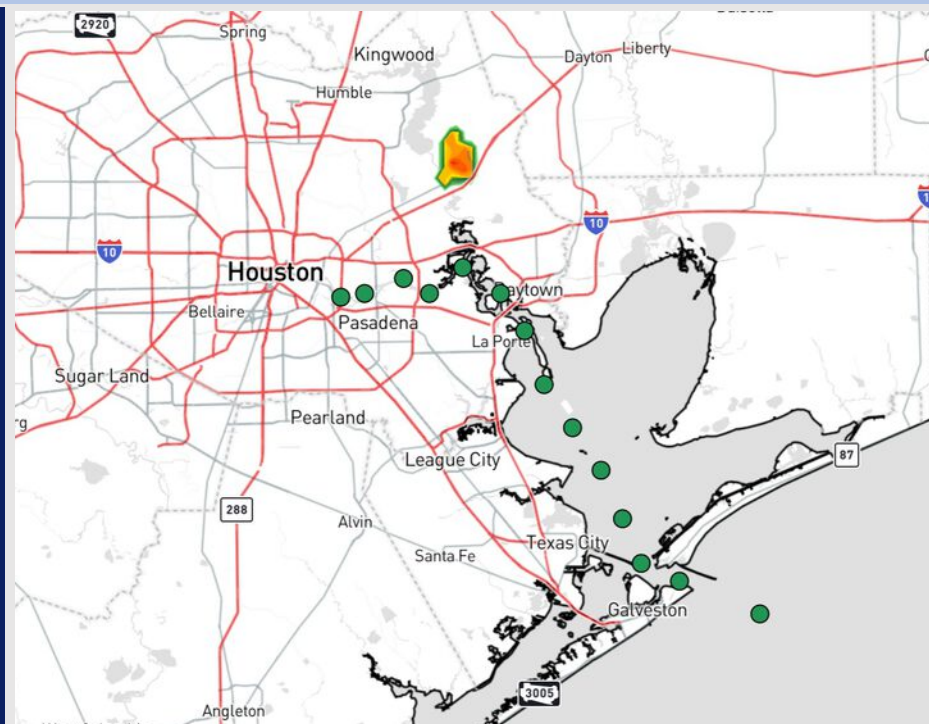 2920
Spring
Kingwood
Dayton
Liberty
Humble
10
10
Houston
Baytown
Bellaire
Pasadena
La Porte
Sugar Land
Pearland
League City
87
288
Alvin
Texas City
Santa Fe
Galveston
3005
Angleton